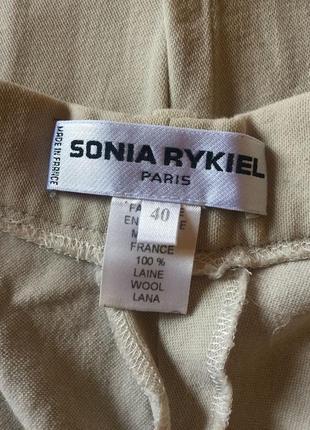 MADE IN FRANCE
SONIA RYKIEL
PARIS
40
FRANCE
100 %
LAINE
WOOL
LANA